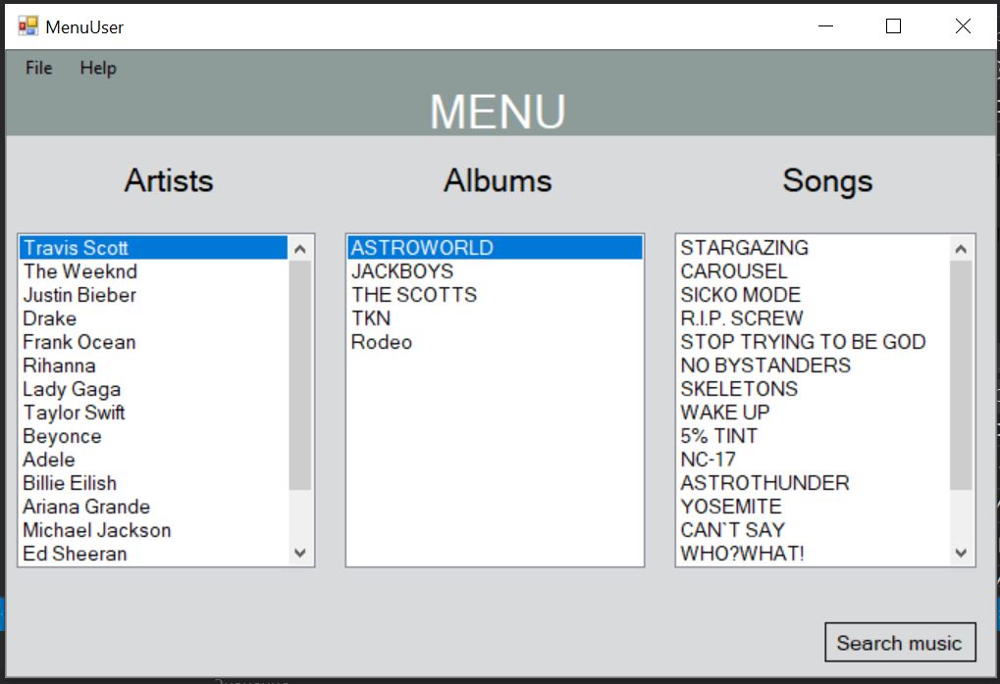 MenuUser
File Help
MENU
Artists
Albums
Songs
Travis Scott
The Weeknd
Justin Bieber
Drake
Frank Ocean
Rihanna
Lady Gaga
Taylor Swift
Beyonce
Adele
Billie Eilish
Ariana Grande
Michael Jackson
Ed Sheeran
ASTROWORLD
JACKBOYS
THE SCOTTS
TKN
Rodeo
STARGAZING
CAROUSEL
SICKO MODE
R.I.P. SCREW
STOP TRYING TO BE GOD
NO BYSTANDERS
SKELETONS
WAKE UP
5% TINT
NC-17
ASTROTHUNDER
YOSEMITE
CAN`T SAY
WHO?WHAT!
Search music